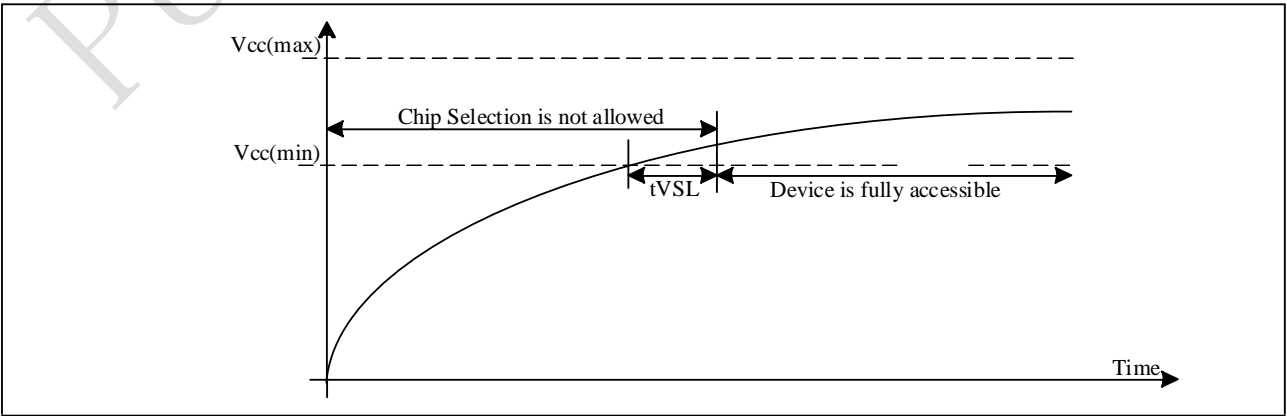 Vcc(max)
Chip Selection is not allowed
Vcc(min)
tVSL
Device is fully accessible
Time